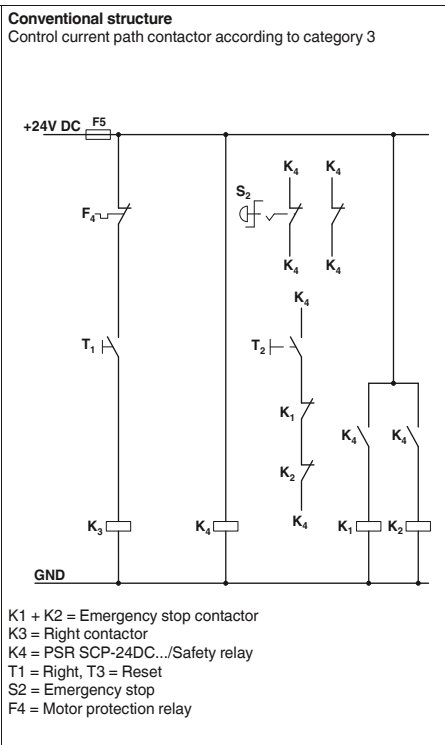 Conventional structure
Control current path contactor according to category 3
+24V DC F5
K4 K4
S2
F4
K4 K4
K4
T1 T2
K1
K4 K4
K2
K4
K3 K4 K1 K2
GND
K1 + K2 = Emergency stop contactor
K3 = Right contactor
K4 = PSR SCP-24DC.../Safety relay
T1 = Right, T3 = Reset
S2 = Emergency stop
F4 = Motor protection relay